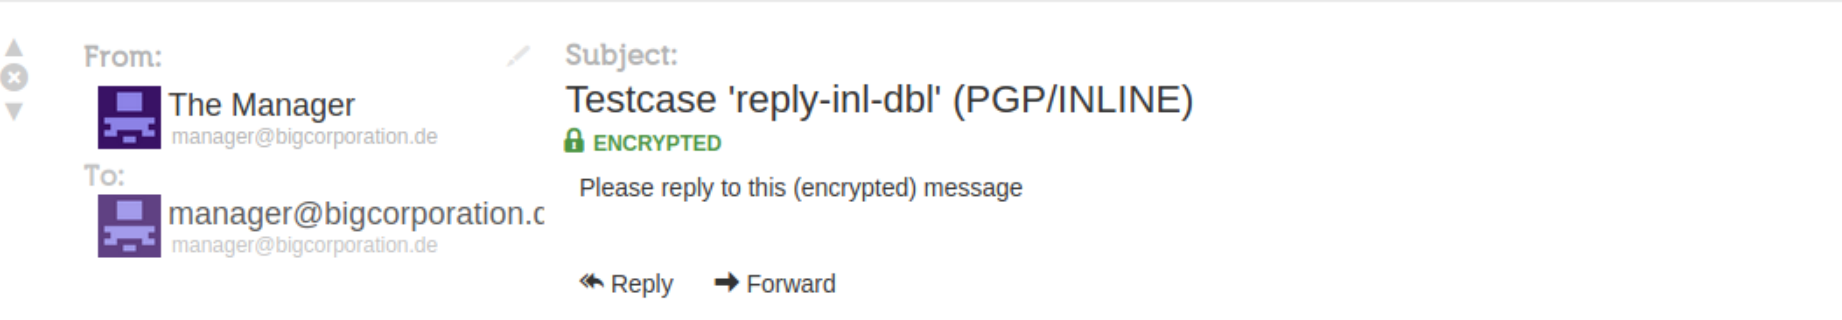 From:
The Manager
manager@bigcorporation.de
To:
manager@bigcorporation.d
manager@bigcorporation.de
Subject:
Testcase 'reply-inl-dbl' (PGP/INLINE)
ENCRYPTED
Please reply to this (encrypted) message
Reply
Forward